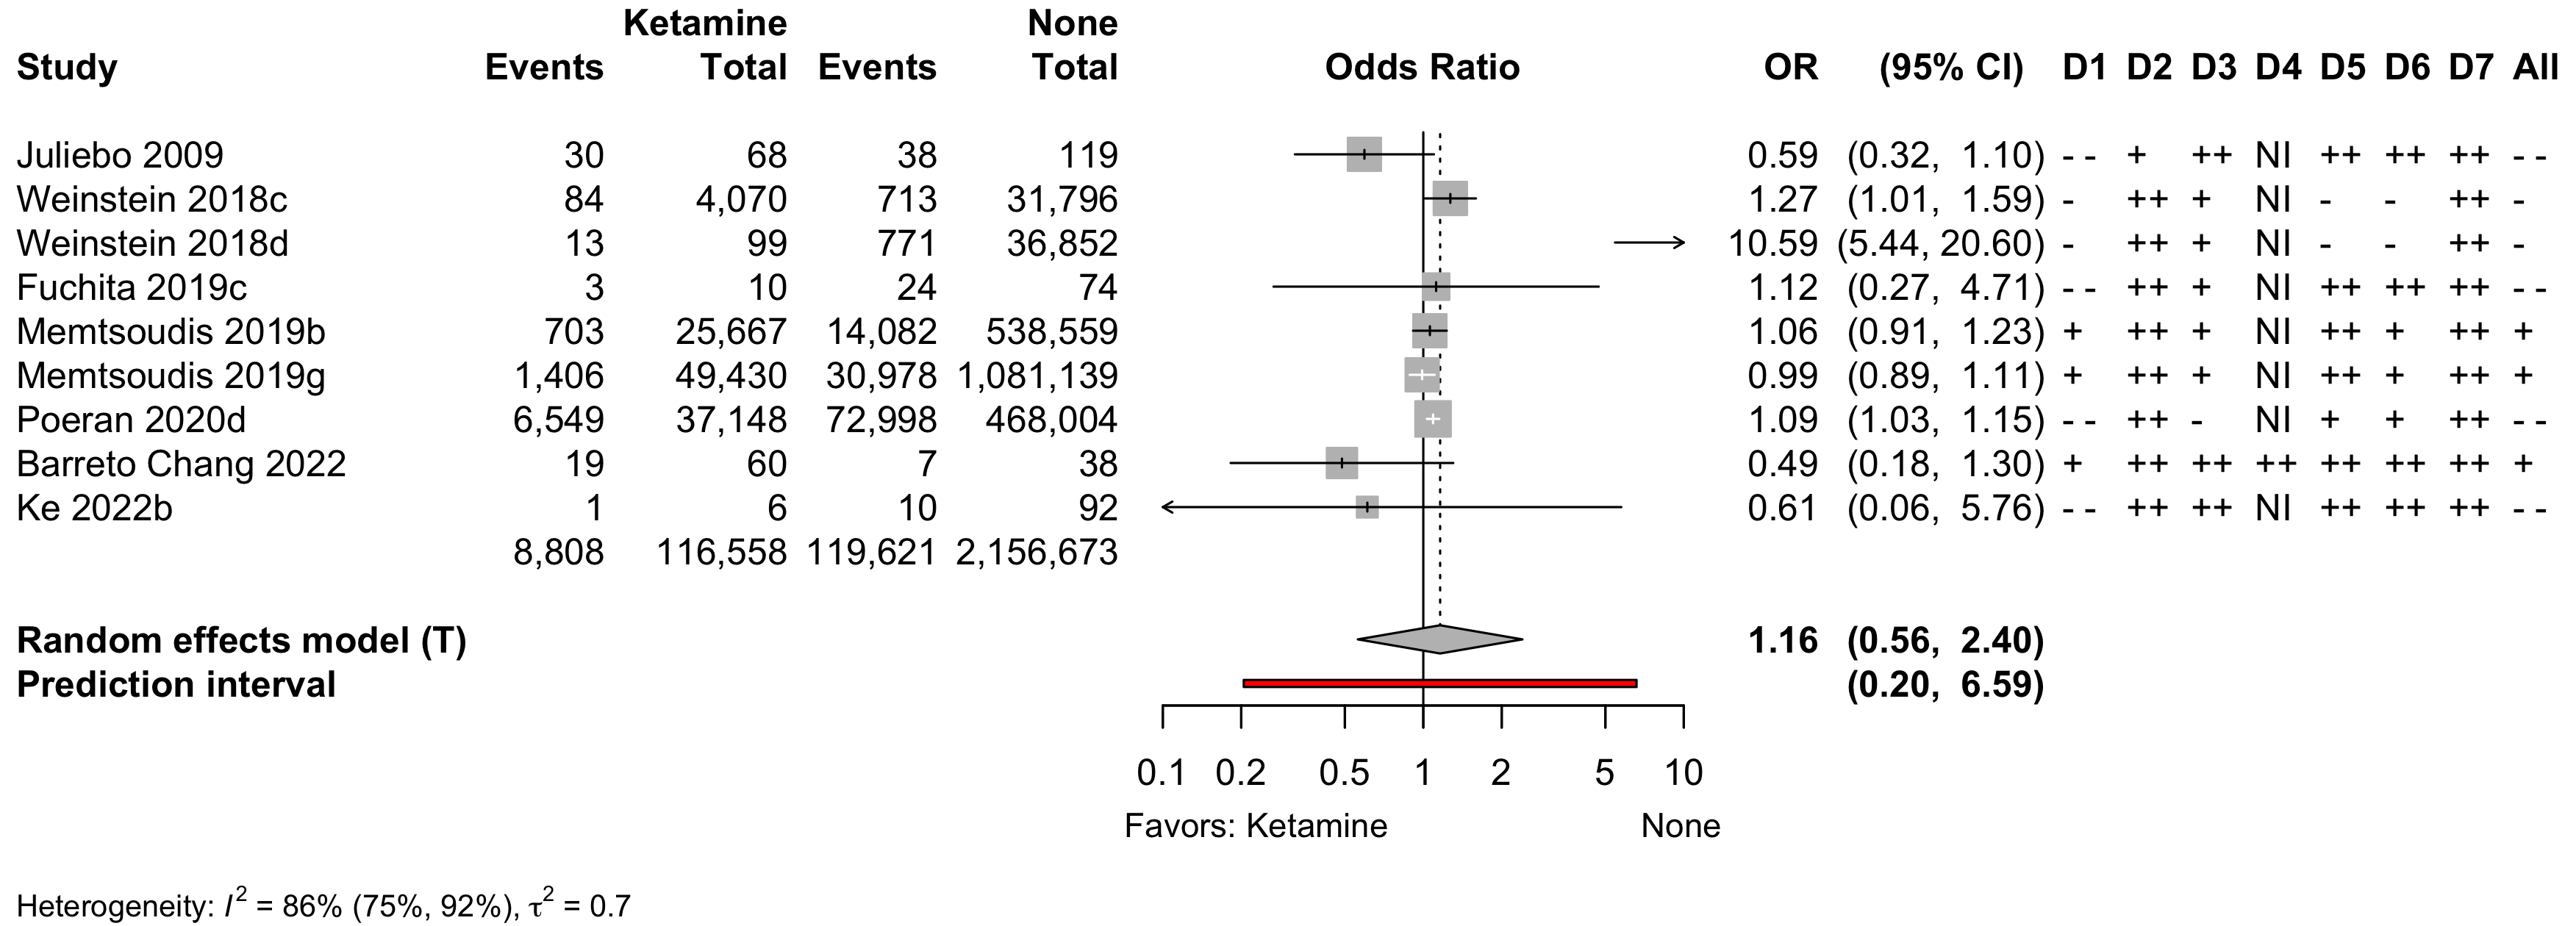 Ketamine None
Study Events Total Events Total Odds Ratio OR (95% CI) D1 D2 D3 D4 D5 D6 D7 All
Juliebo 2009 30 68 38 119 0.59 (0.32, 1.10) - - + ++ NI ++ ++ ++ - -
Weinstein 2018c 84 4,070 713 31,796 1.27 (1.01, 1.59) - ++ + NI - - ++ -
Weinstein 2018d 13 99 771 36,852 10.59 (5.44, 20.60) - ++ + NI - - ++ -
Fuchita 2019c 3 10 24 74 1.12 (0.27, 4.71) - - ++ + NI ++ ++ ++ - -
Memtsoudis 2019b 703 25,667 14,082 538,559 1.06 (0.91, 1.23) + ++ + NI ++ + ++ +
Memtsoudis 2019g 1,406 49,430 30,978 1,081,139 0.99 (0.89, 1.11) + ++ + NI ++ + ++ +
Poeran 2020d 6,549 37,148 72,998 468,004 1.09 (1.03, 1.15) - - ++ - NI + + ++ - -
Barreto Chang 2022 19 60 7 38 0.49 (0.18, 1.30) + ++ ++ ++ ++ ++ ++ +
Ke 2022b 1 6 10 92 0.61 (0.06, 5.76) - - ++ ++ NI ++ ++ ++ - -
8,808 116,558 119,621 2,156,673
Random effects model (T) 1.16 (0.56, 2.40)
Prediction interval (0.20, 6.59)
0.1 0.2 0.5 1 2 5 10
Favors: Ketamine None
Heterogeneity: I² = 86% (75%, 92%), τ² = 0.7